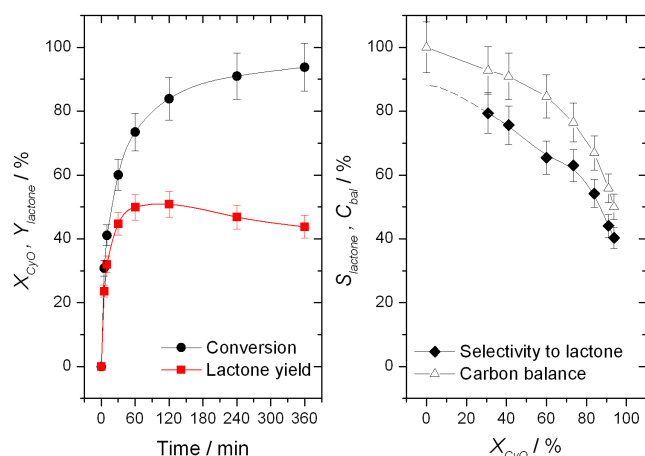 X_CyO, Y_lactone / %
100
80
60
40
20
0
Conversion
Lactone yield
0 60 120 180 240 300 360
Time / min
S_lactone, C_bal / %
100
80
60
40
20
0
Selectivity to lactone
Carbon balance
0 20 40 60 80 100
X_CyO / %